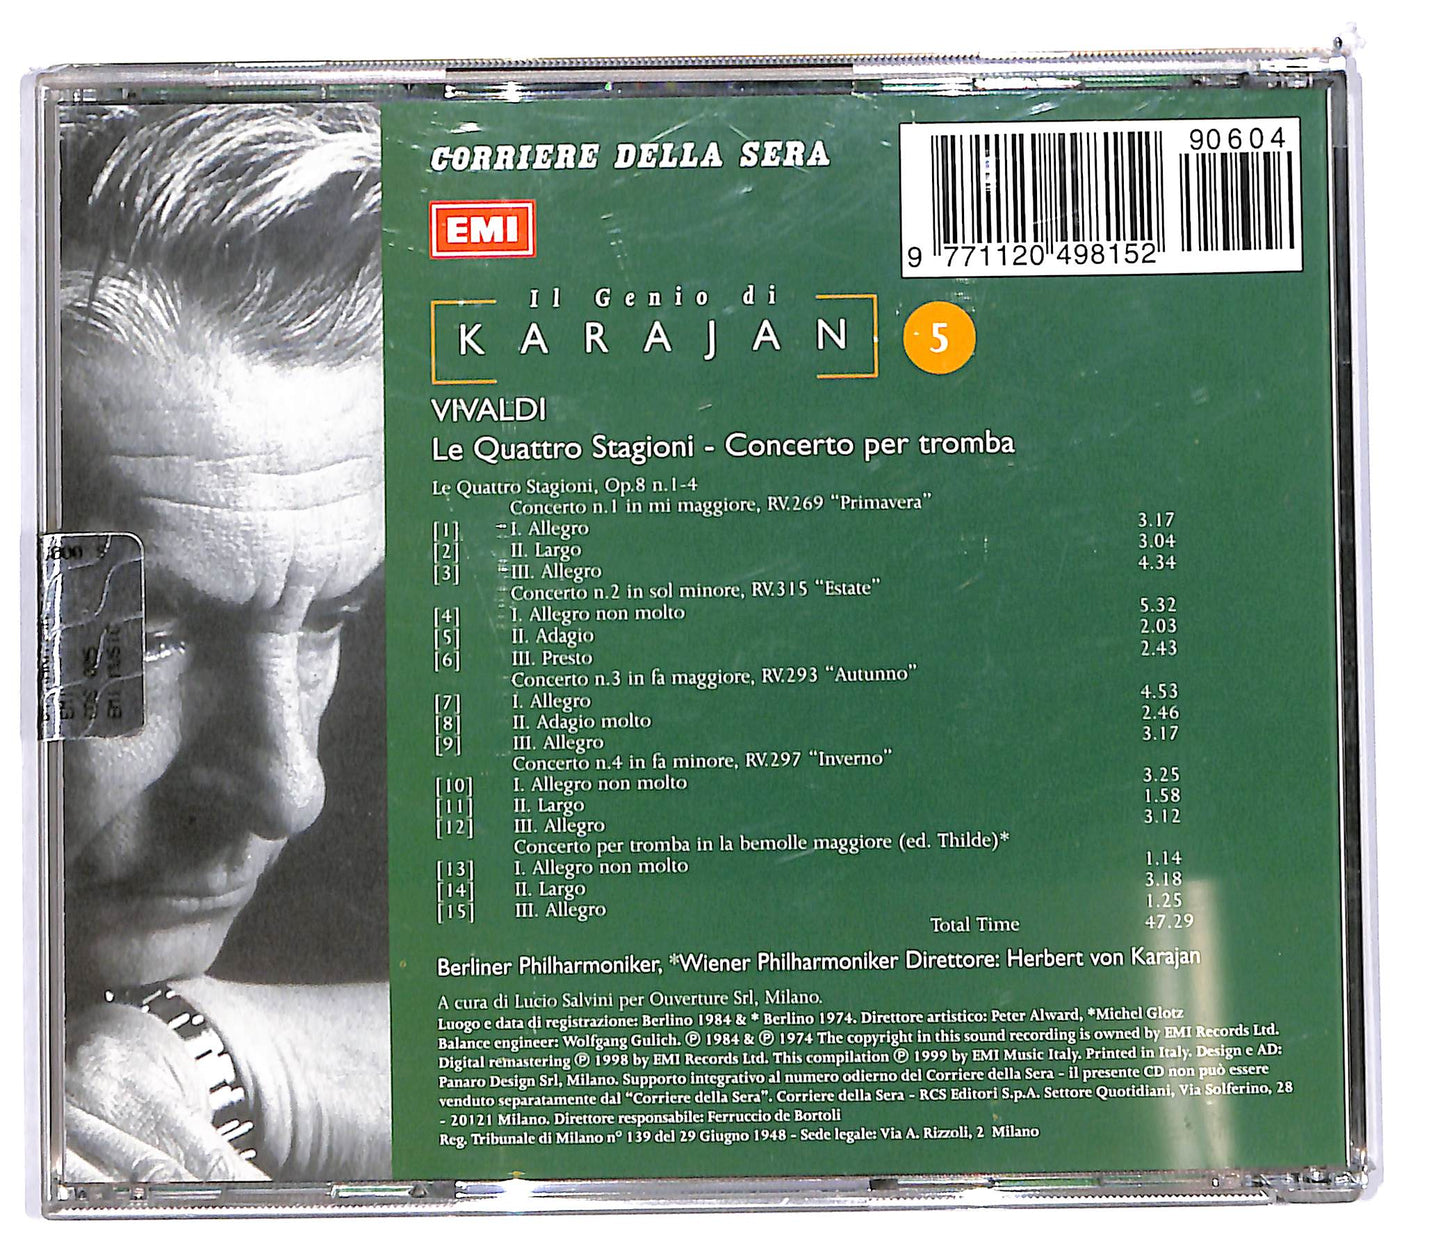 CORRIERE DELLA SERA
90604
9 771120 498152
EMI
Il Genio di
KARAJAN
5
VIVALDI
Le Quattro Stagioni - Concerto per tromba
Le Quattro Stagioni, Op.8 n.1-4
Concerto n.1 in mi maggiore, RV.269 "Primavera"
[1] I. Allegro 3.17
[2] II. Largo 3.04
[3] III. Allegro 4.34
Concerto n.2 in sol minore, RV.315 "Estate"
[4] I. Allegro non molto 5.32
[5] II. Adagio 2.03
[6] III. Presto 2.43
Concerto n.3 in fa maggiore, RV.293 "Autunno"
[7] I. Allegro 4.53
[8] II. Adagio molto 2.46
[9] III. Allegro 3.17
Concerto n.4 in fa minore, RV.297 "Inverno"
[10] I. Allegro non molto 3.25
[11] II. Largo 1.58
[12] III. Allegro 3.12
Concerto per tromba in la bemolle maggiore (ed. Thilde)*
[13] I. Allegro non molto 1.14
[14] II. Largo 3.18
[15] III. Allegro 1.25
Total Time 47.29
Berliner Philharmoniker, *Wiener Philharmoniker Direttore: Herbert von Karajan
A cura di Lucio Salvini per Ouverture Srl, Milano.
Luogo e data di registrazione: Berlino 1984 & * Berlino 1974. Direttore artistico: Peter Alward, *Michel Glotz
Balance engineer: Wolfgang Gulich. ℗ 1984 & ℗ 1974 The copyright in this sound recording is owned by EMI Records Ltd.
Digital remastering ℗ 1998 by EMI Records Ltd. This compilation ℗ 1999 by EMI Music Italy. Printed in Italy. Design e AD:
Panaro Design Srl, Milano. Supporto integrativo al numero odierno del Corriere della Sera - il presente CD non può essere
venduto separatamente dal "Corriere della Sera". Corriere della Sera - RCS Editori S.p.A. Settore Quotidiani, Via Solferino, 28
- 20121 Milano. Direttore responsabile: Ferruccio de Bortoli
Reg. Tribunale di Milano n° 139 del 29 Giugno 1948 - Sede legale: Via A. Rizzoli, 2 Milano